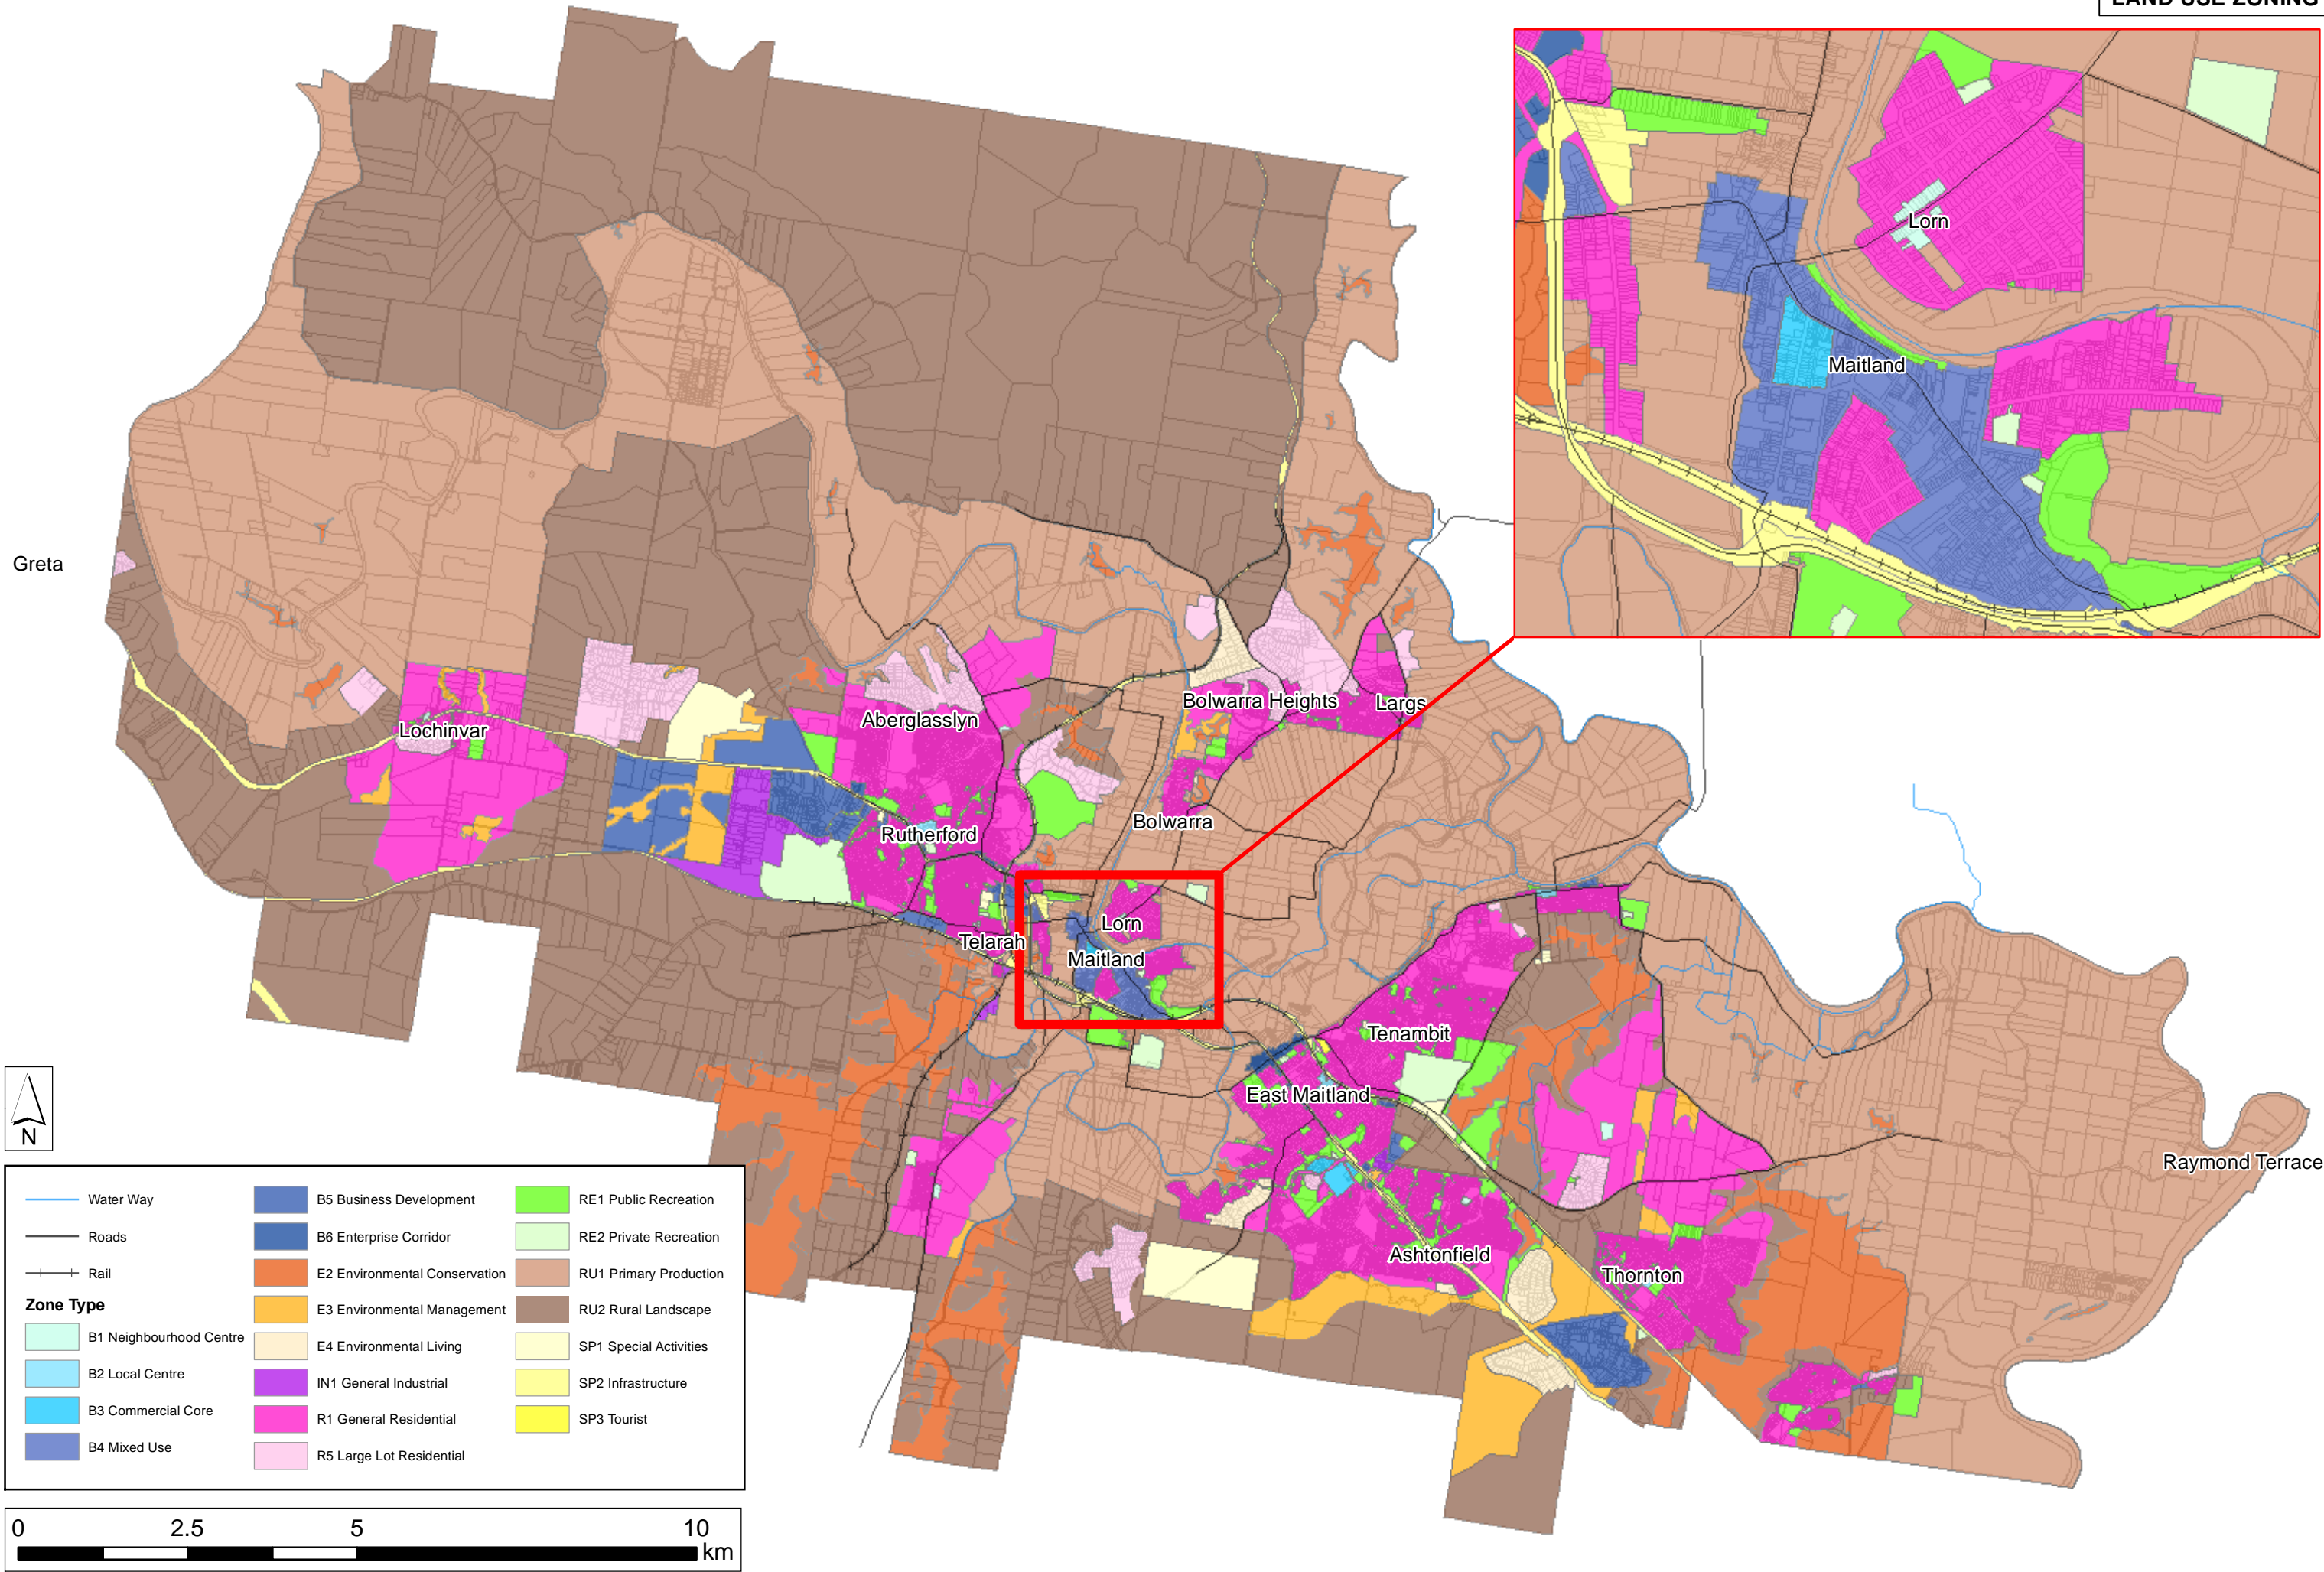 LAND USE ZONING
Lorn
Maitland
Greta
Bolwarra Heights
Largs
Aberglasslyn
Lochinvar
Bolwarra
Rutherford
Lorn
Telarah
Maitland
Tenambit
East Maitland
Raymond Terrace
Ashtonfield
Thornton
N
Water Way
Roads
Rail
Zone Type
B1 Neighbourhood Centre
B2 Local Centre
B3 Commercial Core
B4 Mixed Use
B5 Business Development
B6 Enterprise Corridor
E2 Environmental Conservation
E3 Environmental Management
E4 Environmental Living
IN1 General Industrial
R1 General Residential
R5 Large Lot Residential
RE1 Public Recreation
RE2 Private Recreation
RU1 Primary Production
RU2 Rural Landscape
SP1 Special Activities
SP2 Infrastructure
SP3 Tourist
0 2.5 5 10
km